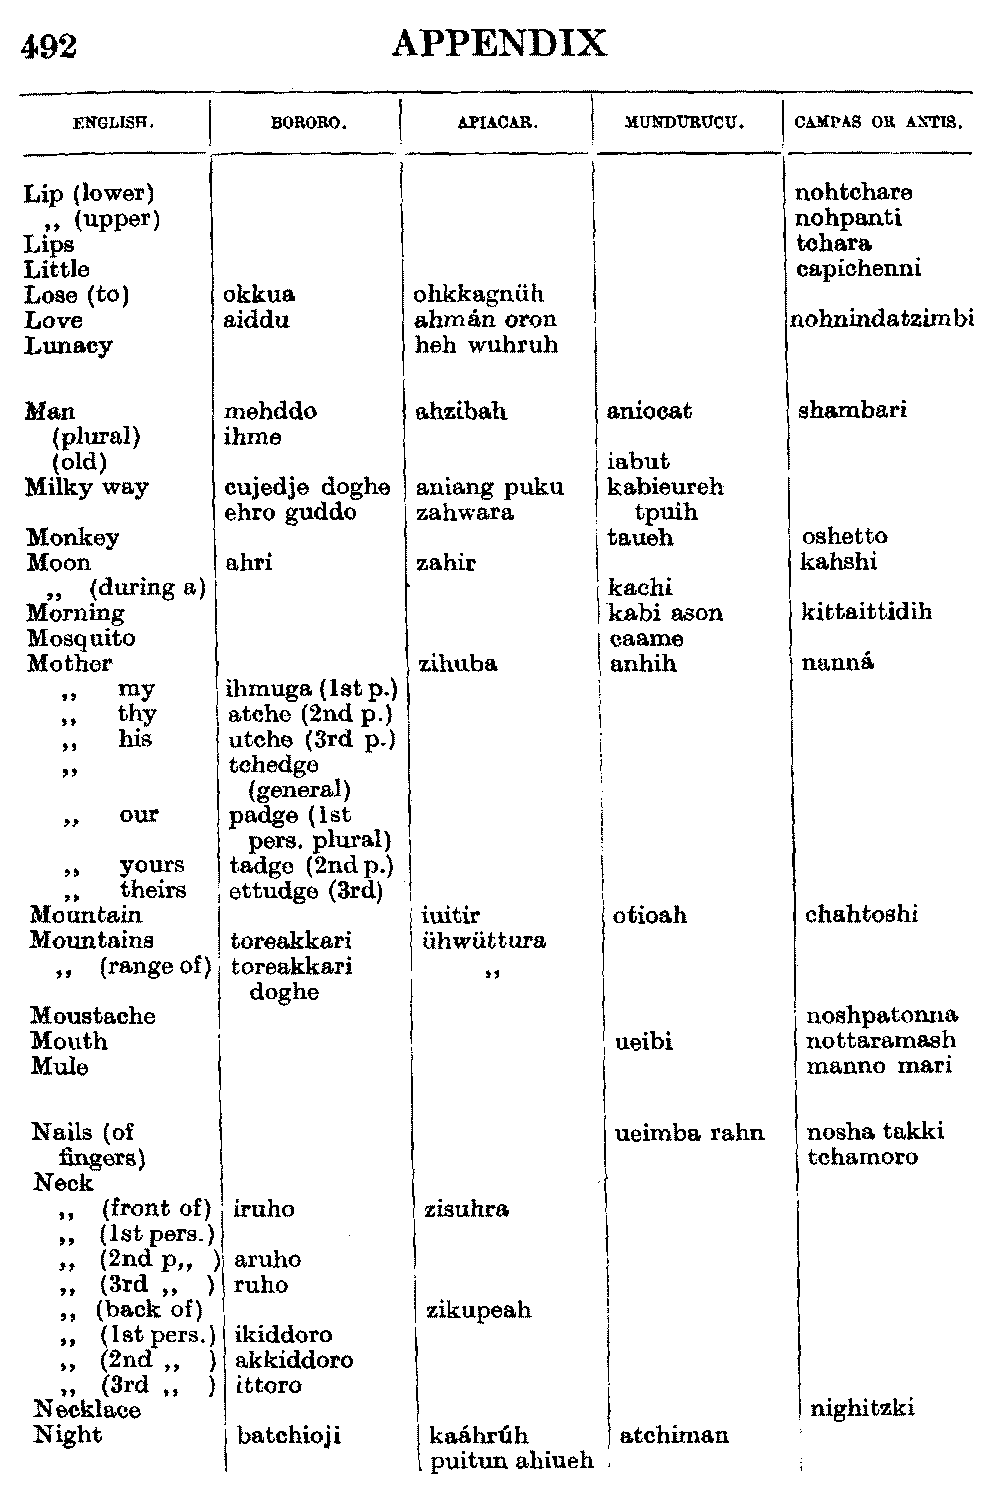 492 APPENDIX
ENGLISH. BORORO. APIACAR. MUNDURUCU. CAMPAS OR ANTIS.
Lip (lower) nohtchare
,, (upper) nohpanti
Lips tchara
Little capichenni
Lose (to) okkua ohkkagnüh
Love aiddu ahmán oron nohnindatzimbi
Lunacy heh wuhruh
Man mehddo ahzibah aniocat shambari
(plural) ihme
(old) iabut
Milky way cujedje doghe aniang puku kabieureh
ehro guddo zahwara tpuih
Monkey taueh oshetto
Moon ahri zahir kahshi
,, (during a) kachi
Morning kabi ason kittaittidih
Mosquito caame
Mother zihuba anhih nanná
,, my ihmuga (1st p.)
,, thy atche (2nd p.)
,, his utche (3rd p.)
,, tchedge
(general)
,, our padge (1st
pers. plural)
,, yours tadge (2nd p.)
,, theirs ettudge (3rd)
Mountain iuitir otioah chahtoshi
Mountains toreakkari ühwüttura
,, (range of) toreakkari ,,
doghe
Moustache noshpatonna
Mouth ueibi nottaramash
Mule manno mari
Nails (of ueimba rahn nosha takki
fingers) tchamoro
Neck
,, (front of) iruho zisuhra
,, (1st pers.)
,, (2nd p,, ) aruho
,, (3rd ,, ) ruho
,, (back of) zikupeah
,, (1st pers.) ikiddoro
,, (2nd ,, ) akkiddoro
,, (3rd ,, ) ittoro
Necklace nighitzki
Night batchioji kaáhrúh atchiman
puitun ahiueh